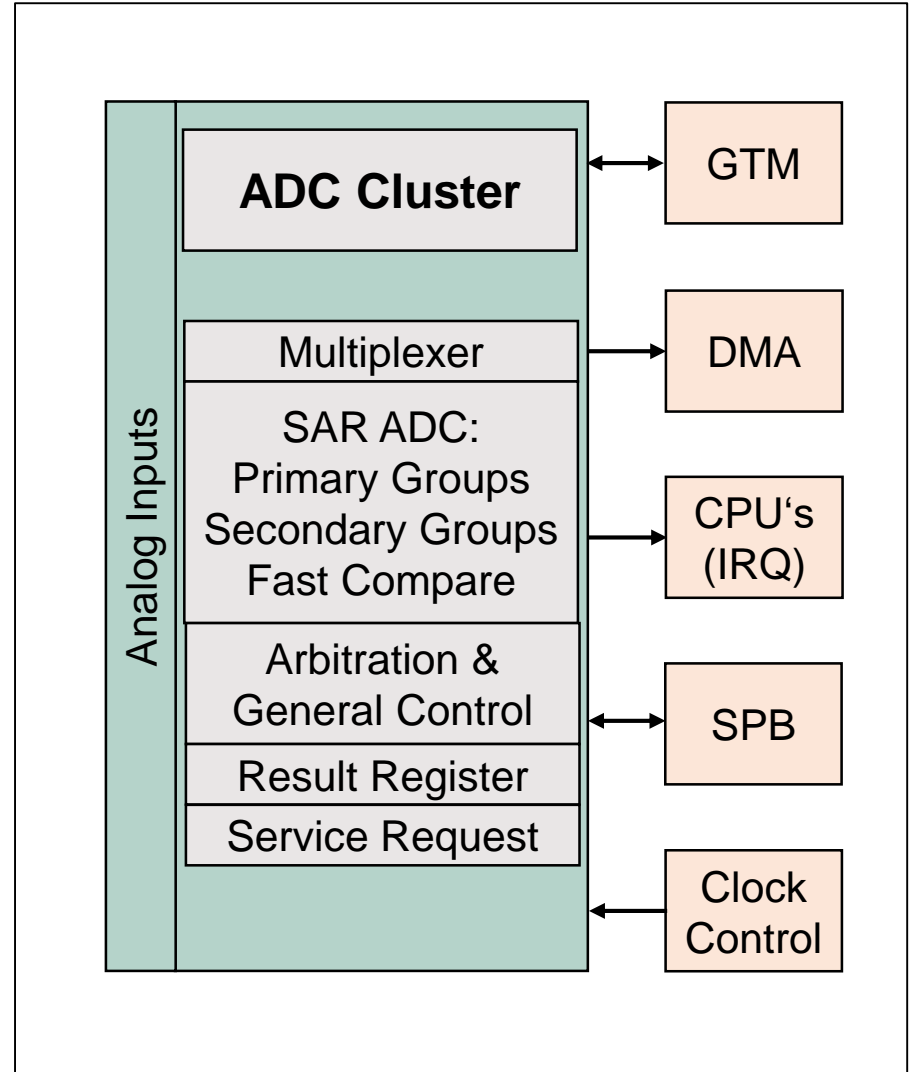 Analog Inputs
ADC Cluster
Multiplexer
SAR ADC:
Primary Groups
Secondary Groups
Fast Compare
Arbitration &
General Control
Result Register
Service Request
GTM
DMA
CPU‘s
(IRQ)
SPB
Clock
Control